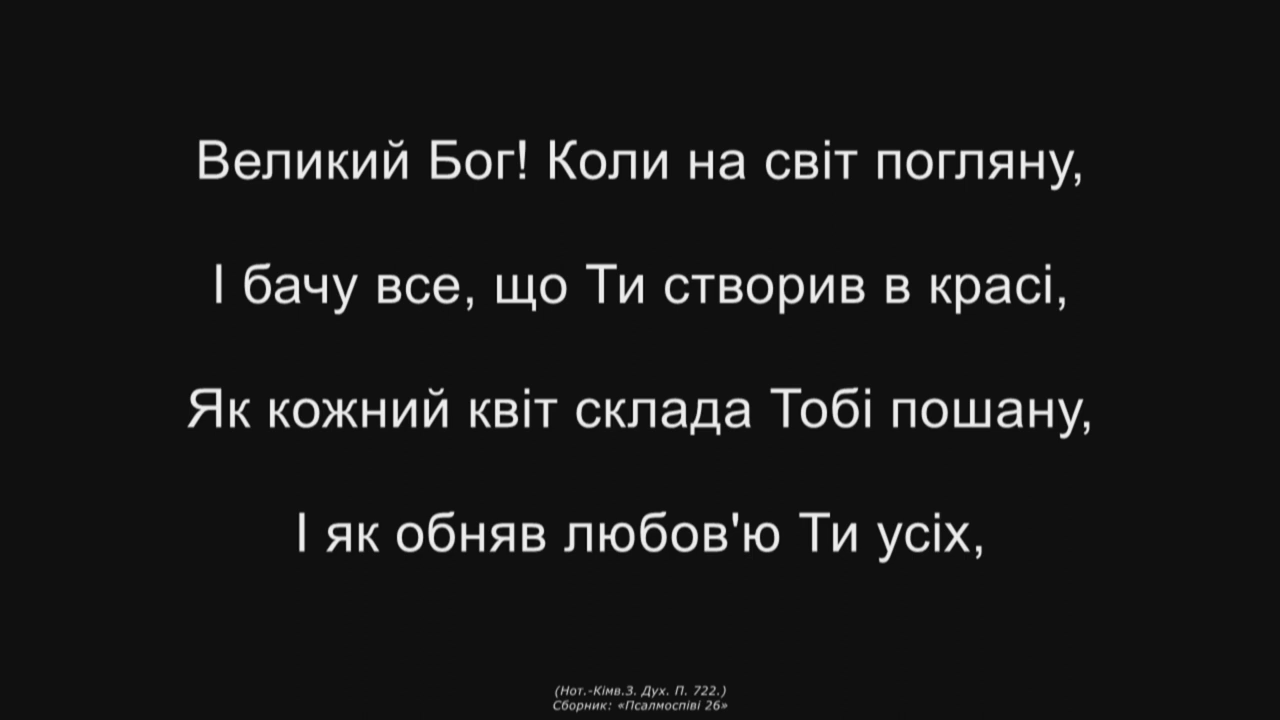 Великий Бог! Коли на світ погляну,
І бачу все, що Ти створив в красі,
Як кожний квіт склада Тобі пошану,
І як обняв любов'ю Ти усіх,
(Нот.-Кімв.3. Дух. П. 722.)
Сборник: «Псалмоспіві 26»